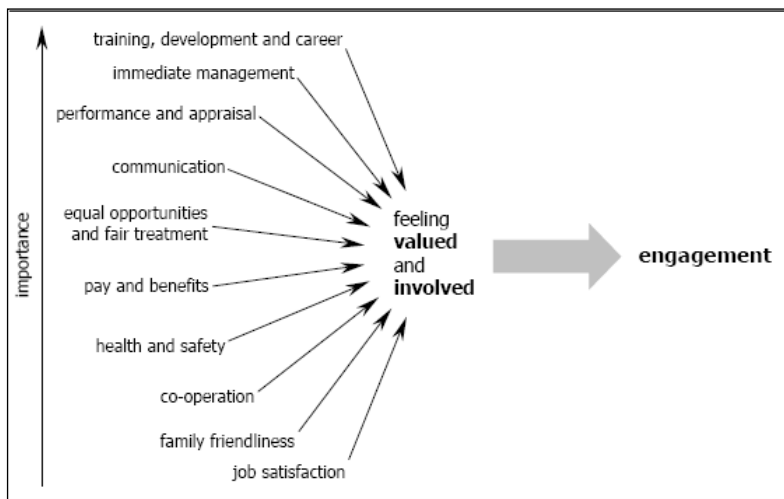 training, development and career
immediate management
performance and appraisal
communication
equal opportunities
and fair treatment
pay and benefits
health and safety
co-operation
family friendliness
job satisfaction
importance
feeling
valued
and
involved
engagement